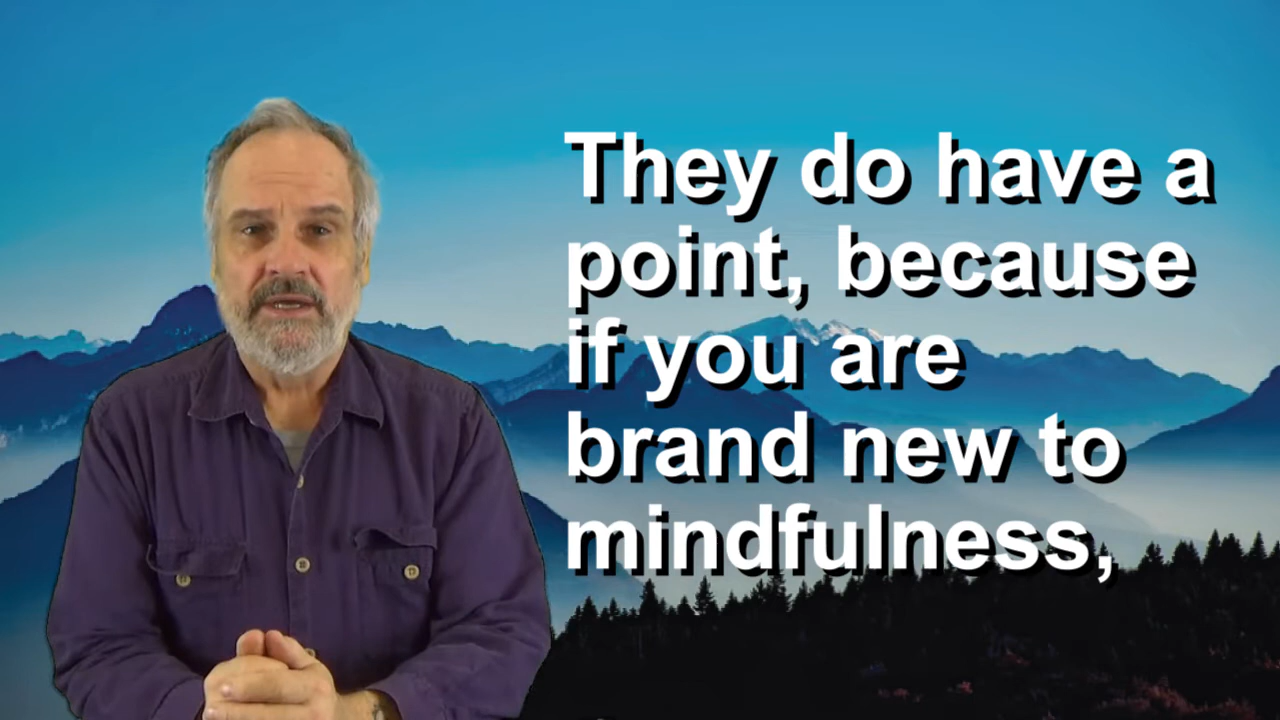 They do have a
point, because
if you are
brand new to
mindfulness,